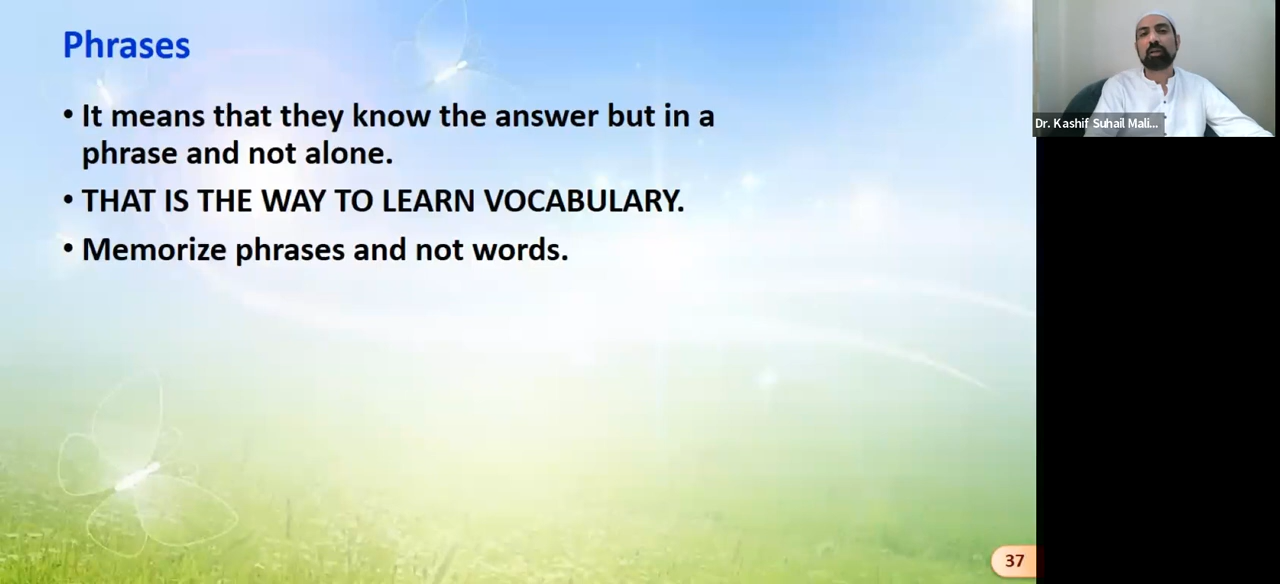 Phrases
• It means that they know the answer but in a
phrase and not alone.
• THAT IS THE WAY TO LEARN VOCABULARY.
• Memorize phrases and not words.
Dr. Kashif Suhail Mali...
37